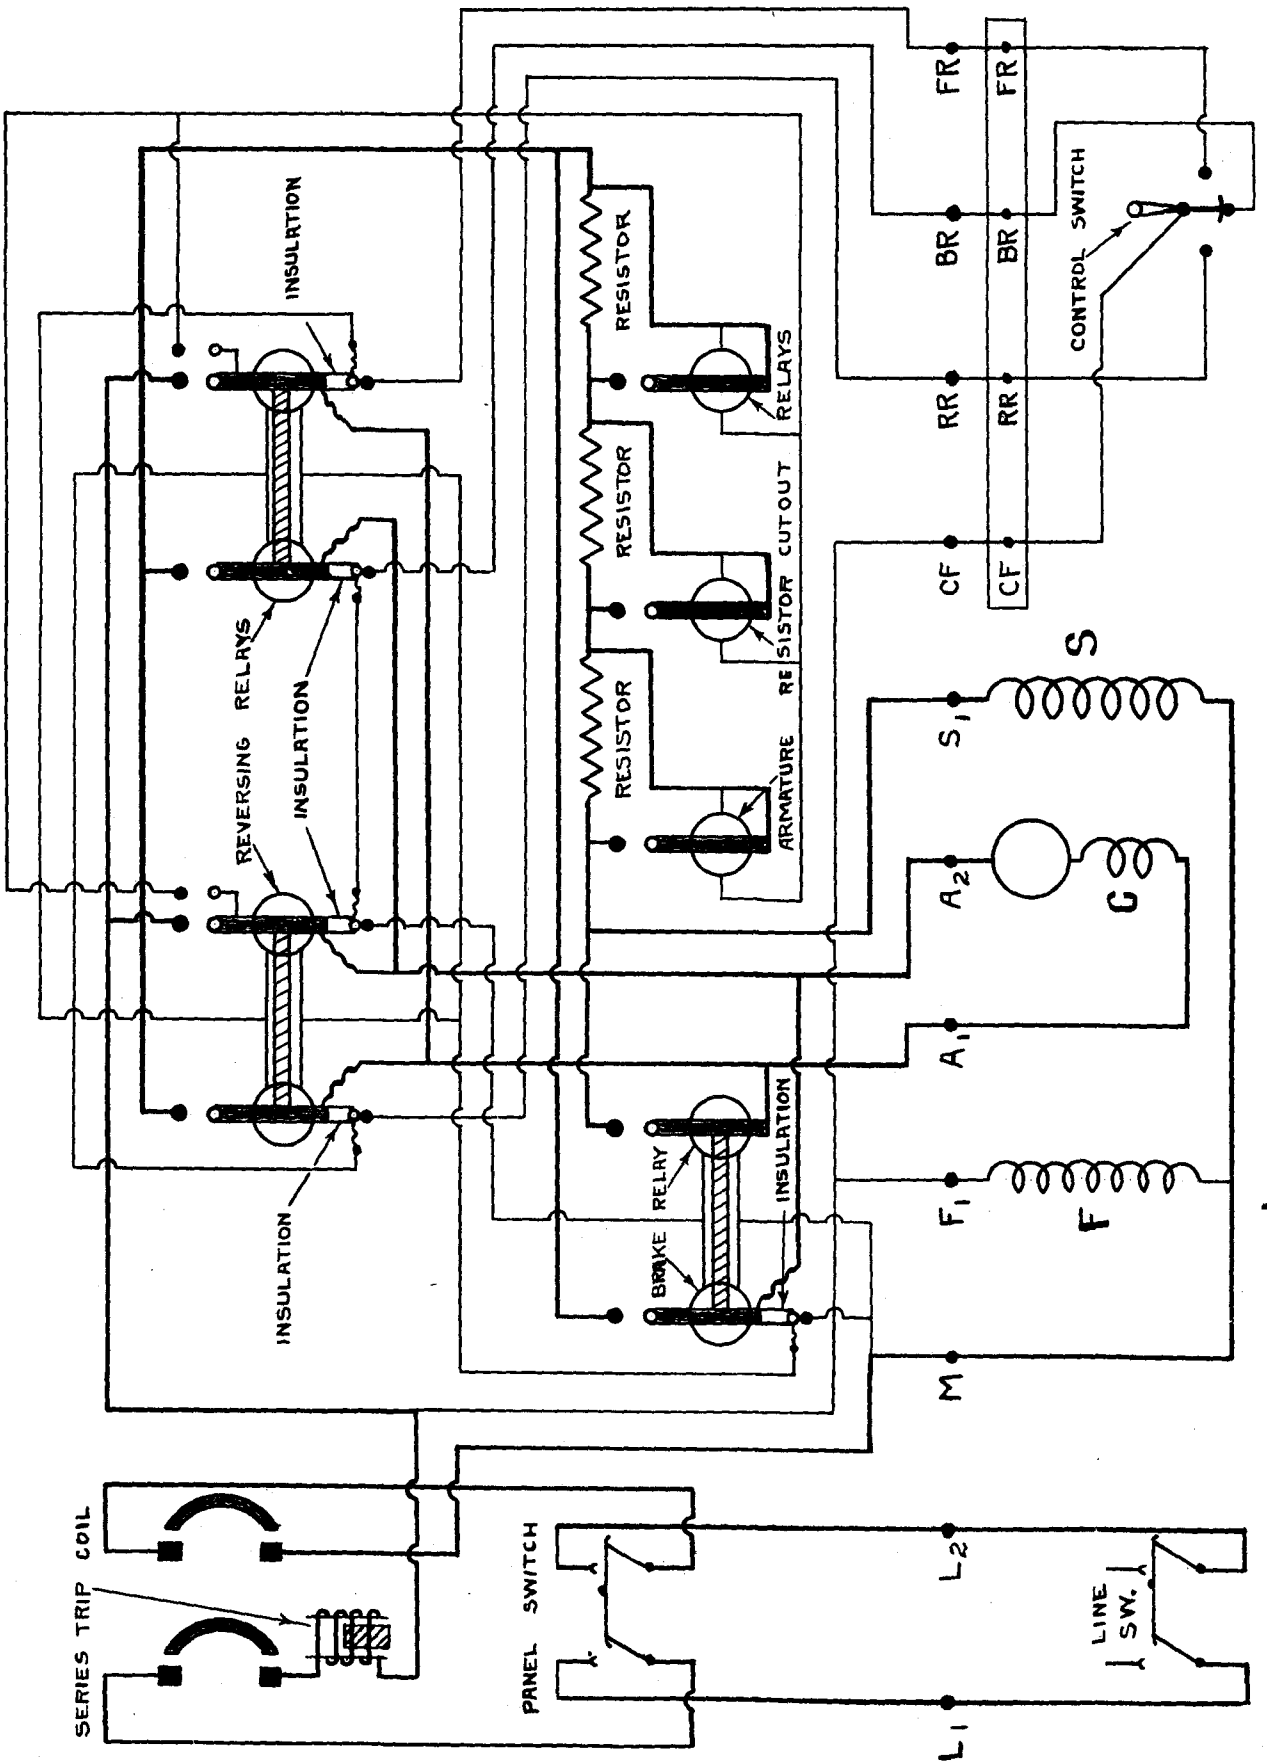 SERIES TRIP COIL
REVERSING RELAYS
INSULATION
INSULATION
INSULATION
INSULATION
PANEL SWITCH
RESISTOR
RESISTOR
RESISTOR
BRAKE RELAY
INSULATION
ARMATURE RESISTOR CUTOUT RELAYS
L1 L2 M F1 A1 A2 S1 CF RR BR FR
CF RR BR FR
CONTROL SWITCH
LINE
SW.
F
C
S